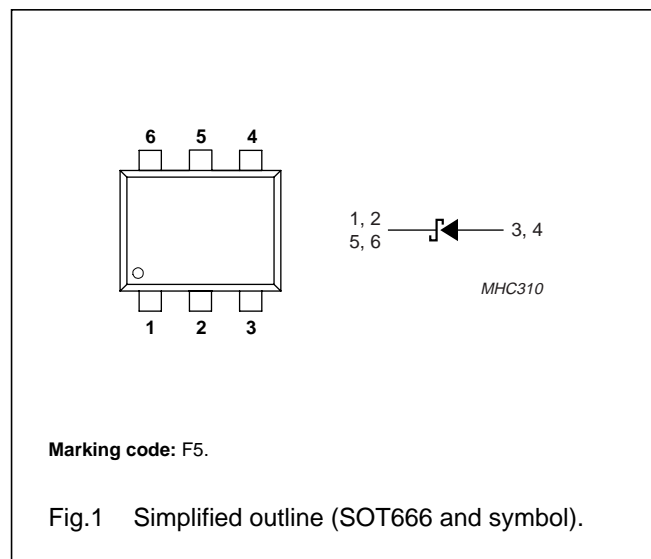 6 5 4
1, 2
5, 6
3, 4
MHC310
1 2 3
Marking code: F5.
Fig.1 Simplified outline (SOT666 and symbol).